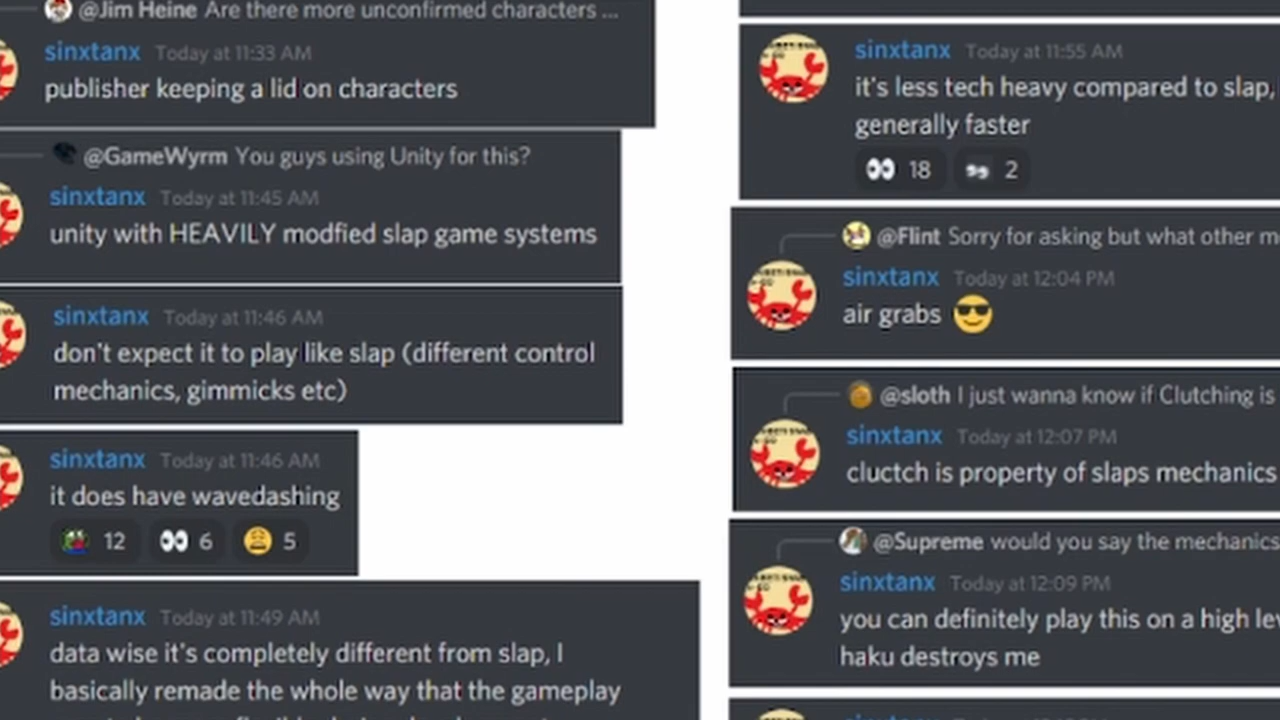 @Jim Heine Are there more unconfirmed characters ...
sinxtanx Today at 11:33 AM
publisher keeping a lid on characters
@GameWyrm You guys using Unity for this?
sinxtanx Today at 11:45 AM
unity with HEAVILY modfied slap game systems
sinxtanx Today at 11:46 AM
don't expect it to play like slap (different control
mechanics, gimmicks etc)
sinxtanx Today at 11:46 AM
it does have wavedashing
12 6 5
sinxtanx Today at 11:49 AM
data wise it's completely different from slap, I
basically remade the whole way that the gameplay
sinxtanx Today at 11:55 AM
it's less tech heavy compared to slap,
generally faster
18 2
@Flint Sorry for asking but what other m
sinxtanx Today at 12:04 PM
air grabs 😎
@sloth I just wanna know if Clutching is
sinxtanx Today at 12:07 PM
cluctch is property of slaps mechanics
@Supreme would you say the mechanics
sinxtanx Today at 12:09 PM
you can definitely play this on a high lev
haku destroys me